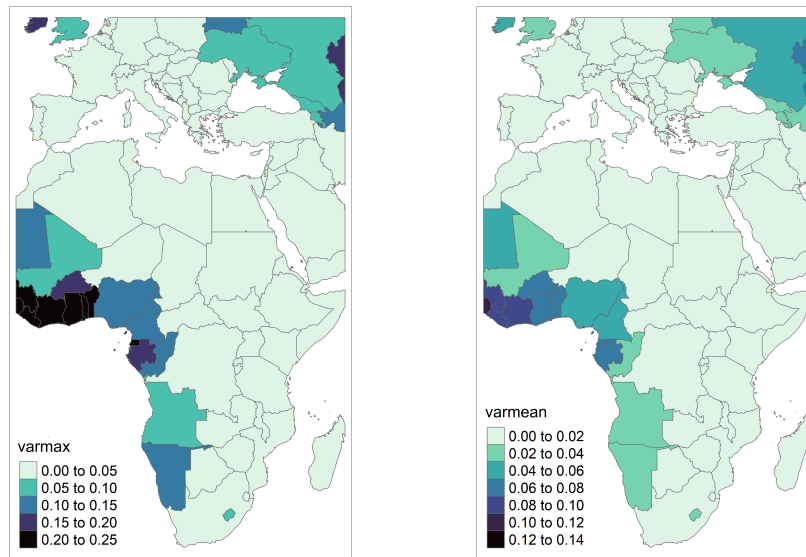 varmax
0.00 to 0.05
0.05 to 0.10
0.10 to 0.15
0.15 to 0.20
0.20 to 0.25
varmean
0.00 to 0.02
0.02 to 0.04
0.04 to 0.06
0.06 to 0.08
0.08 to 0.10
0.10 to 0.12
0.12 to 0.14